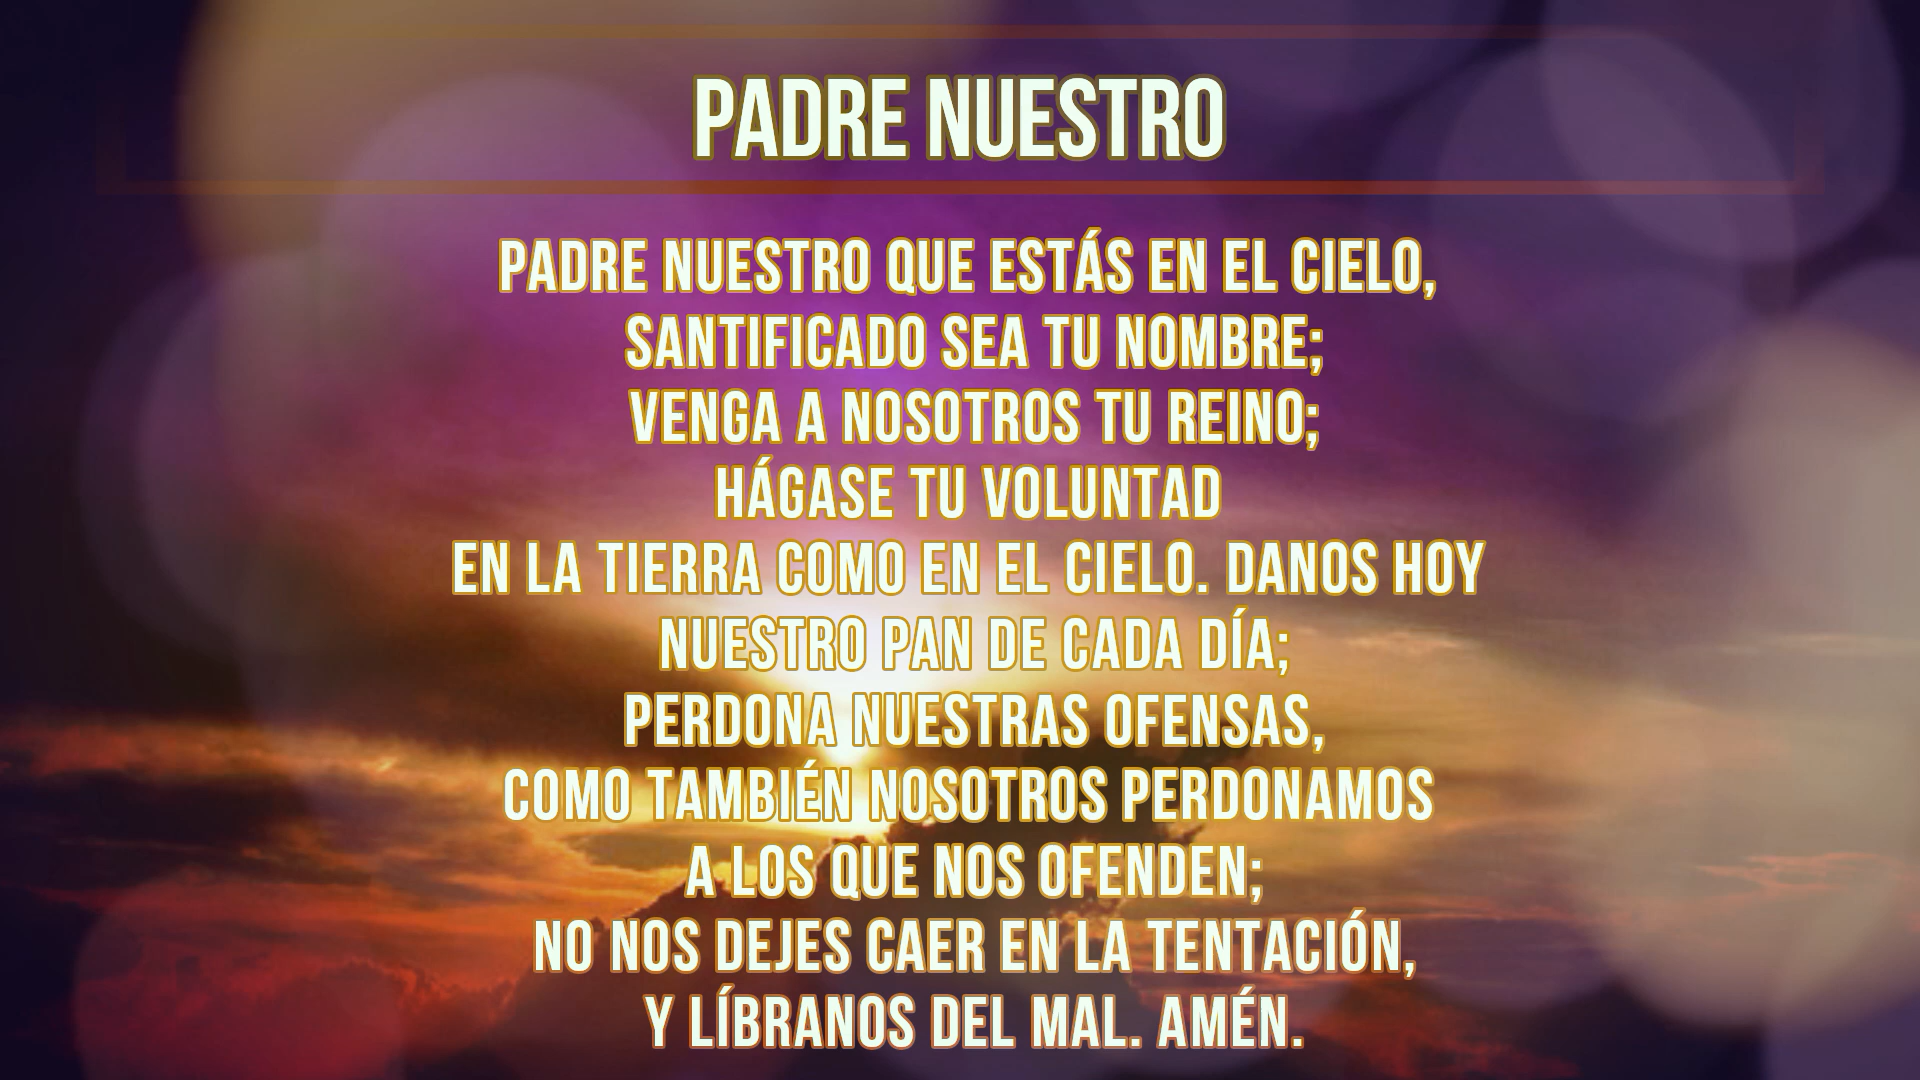 PADRE NUESTRO
PADRE NUESTRO QUE ESTÁS EN EL CIELO,
SANTIFICADO SEA TU NOMBRE;
VENGA A NOSOTROS TU REINO;
HÁGASE TU VOLUNTAD
EN LA TIERRA COMO EN EL CIELO. DANOS HOY
NUESTRO PAN DE CADA DÍA;
PERDONA NUESTRAS OFENSAS,
COMO TAMBIÉN NOSOTROS PERDONAMOS
A LOS QUE NOS OFENDEN;
NO NOS DEJES CAER EN LA TENTACIÓN,
Y LÍBRANOS DEL MAL. AMÉN.